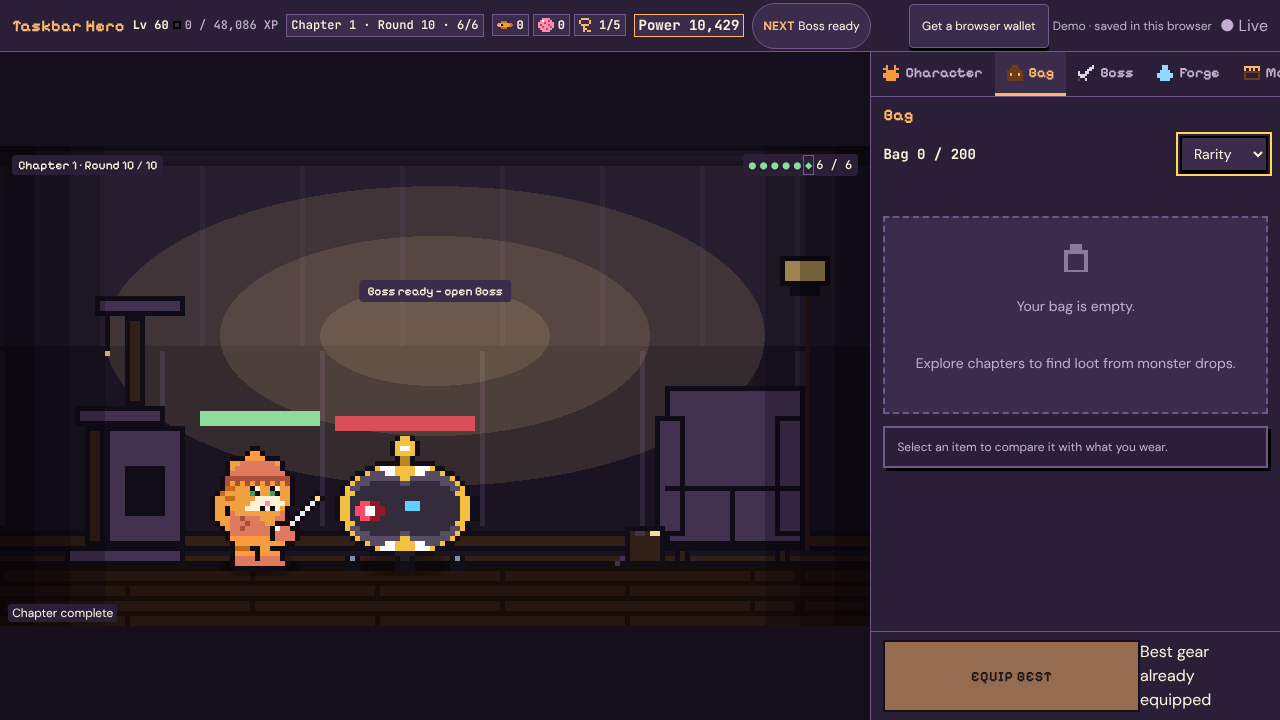 Taskbar Hero Lv 60 0 / 48,086 XP Chapter 1 · Round 10 · 6/6 0 0 1/5 Power 10,429 NEXT Boss ready Get a browser wallet Demo · saved in this browser Live
Character Bag Boss Forge
Bag
Bag 0 / 200 Rarity
Chapter 1 · Round 10 / 10 6 / 6
Boss ready – open Boss
Your bag is empty.
Explore chapters to find loot from monster drops.
Select an item to compare it with what you wear.
Chapter complete
EQUIP BEST
Best gear
already
equipped